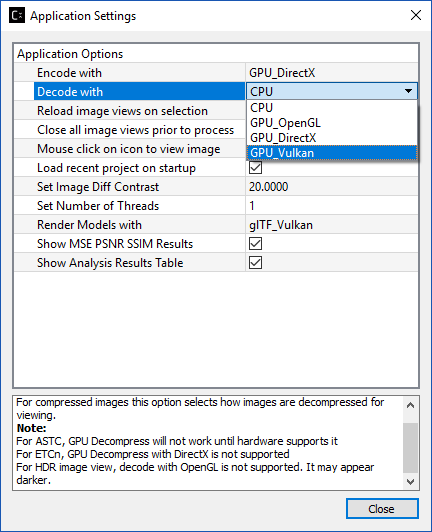 Application Settings
Application Options
Encode with GPU_DirectX
Decode with CPU
Reload image views on selection CPU
Close all image views prior to process GPU_OpenGL
Mouse click on icon to view image GPU_DirectX
GPU_Vulkan
Load recent project on startup
Set Image Diff Contrast 20.0000
Set Number of Threads 1
Render Models with glTF_Vulkan
Show MSE PSNR SSIM Results
Show Analysis Results Table
For compressed images this option selects how images are decompressed for
viewing.
Note:
For ASTC, GPU Decompress will not work until hardware supports it
For ETCn, GPU Decompress with DirectX is not supported
For HDR image view, decode with OpenGL is not supported. It may appear
darker.
Close